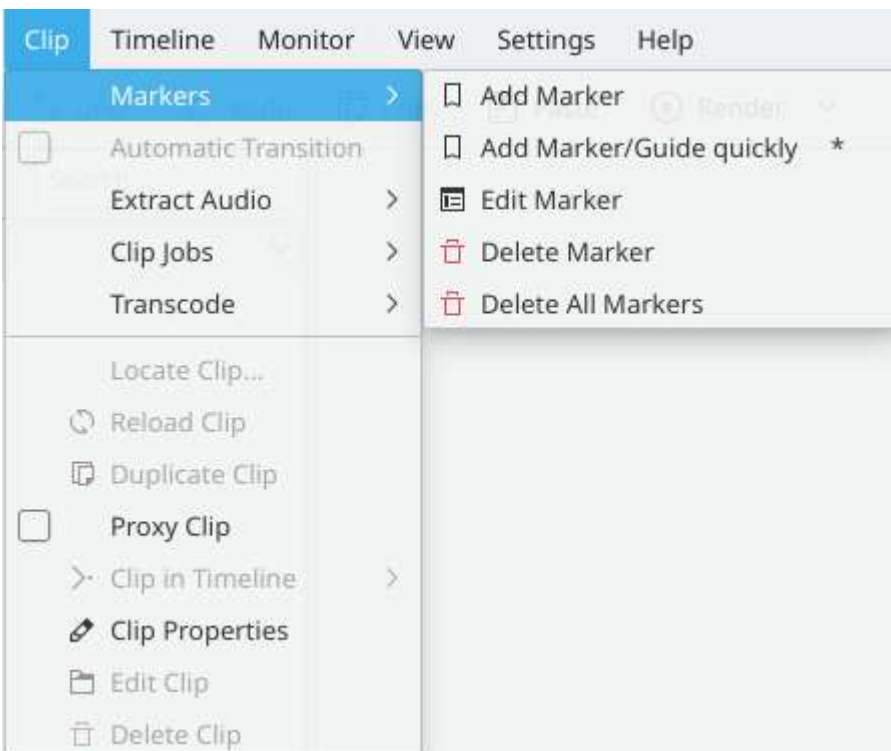 Clip Timeline Monitor View Settings Help
Markers >
Add Marker
Add Marker/Guide quickly *
Edit Marker
Delete Marker
Delete All Markers
Automatic Transition
Extract Audio >
Clip Jobs >
Transcode >
Locate Clip...
Reload Clip
Duplicate Clip
Proxy Clip
Clip in Timeline >
Clip Properties
Edit Clip
Delete Clip
Render